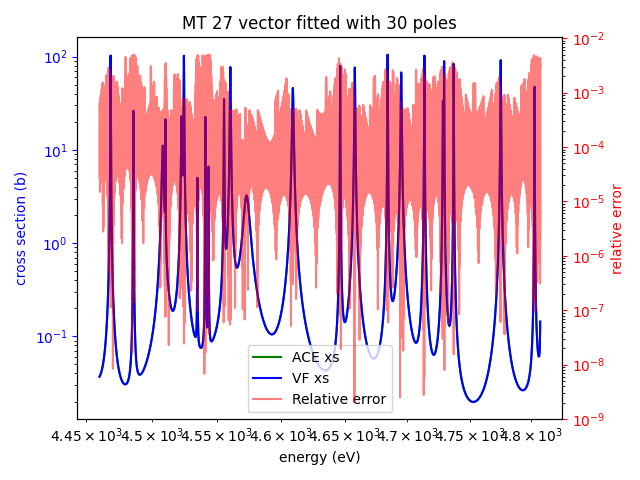 MT 27 vector fitted with 30 poles
cross section (b)
10²
10¹
10⁰
10⁻¹
10⁻²
10⁻³
10⁻⁴
10⁻⁵
10⁻⁶
10⁻⁷
10⁻⁸
10⁻⁹
relative error
ACE xs
VF xs
Relative error
4.45 × 10³ 4.5 × 10³ 4.55 × 10³ 4.6 × 10³ 4.65 × 10³ 4.7 × 10³ 4.75 × 10³ 4.8 × 10³
energy (eV)